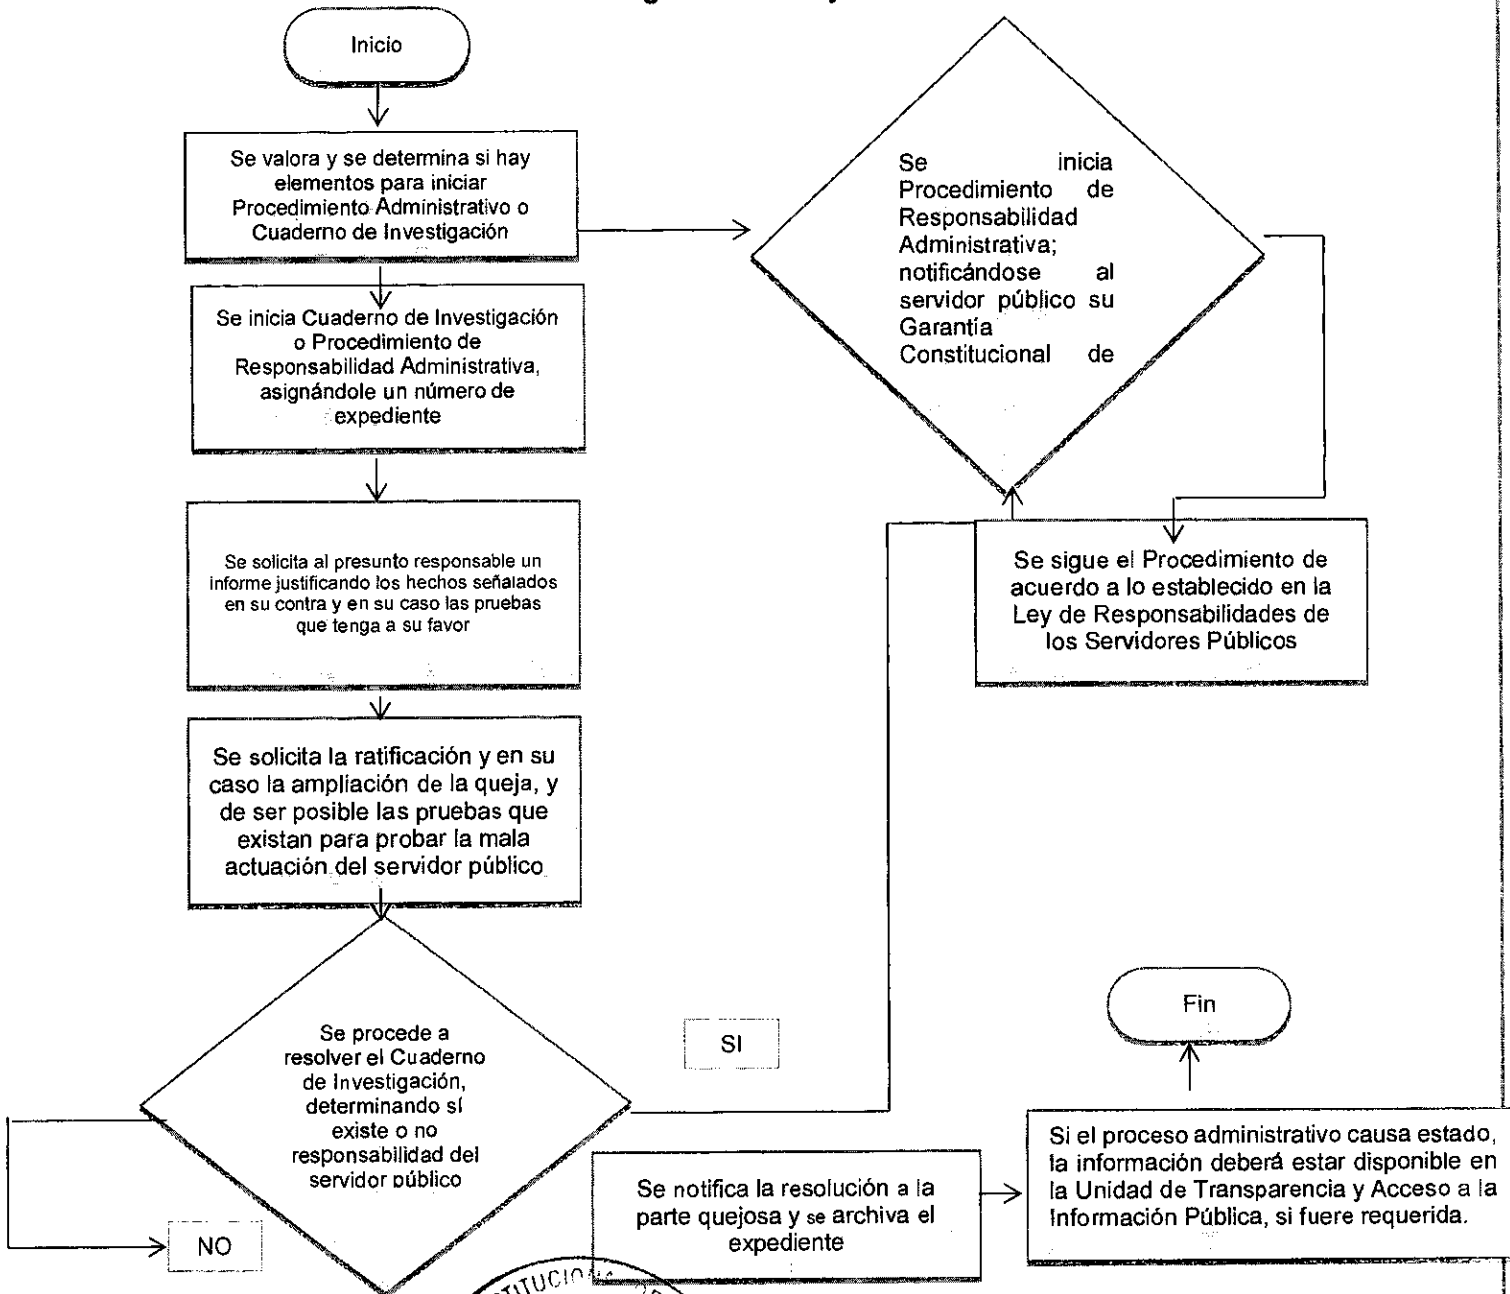 Inicio
Se valora y se determina si hay
elementos para iniciar
Procedimiento Administrativo o
Cuaderno de Investigación
Se inicia Cuaderno de Investigación
o Procedimiento de
Responsabilidad Administrativa,
asignándole un número de
expediente
Se solicita al presunto responsable un
informe justificando los hechos señalados
en su contra y en su caso las pruebas
que tenga a su favor
Se solicita la ratificación y en su
caso la ampliación de la queja, y
de ser posible las pruebas que
existan para probar la mala
actuación del servidor público
Se procede a
resolver el Cuaderno
de Investigación,
determinando sí
existe o no
responsabilidad del
servidor público
NO
SI
Se inicia
Procedimiento de
Responsabilidad
Administrativa;
notificándose al
servidor público su
Garantía
Constitucional de
Se sigue el Procedimiento de
acuerdo a lo establecido en la
Ley de Responsabilidades de
los Servidores Públicos
Se notifica la resolución a la
parte quejosa y se archiva el
expediente
Si el proceso administrativo causa estado,
la información deberá estar disponible en
la Unidad de Transparencia y Acceso a la
Información Pública, si fuere requerida.
Fin